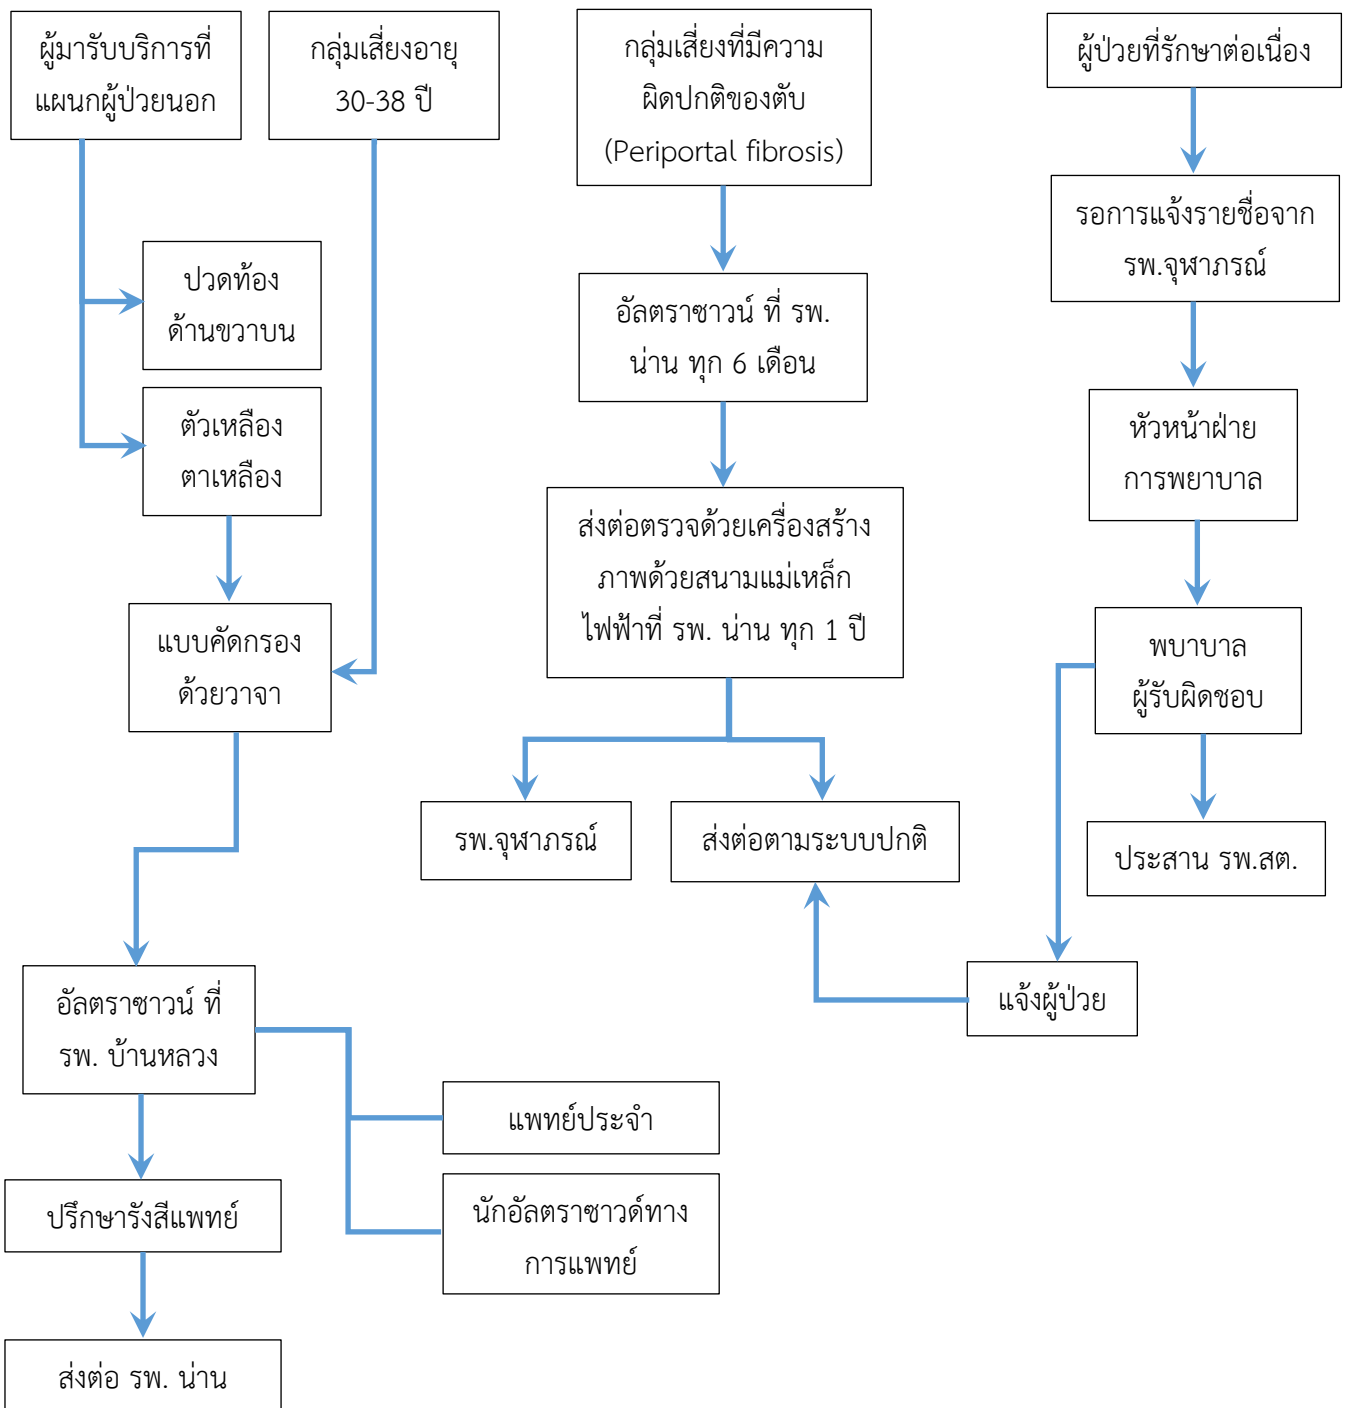 ผู้มารับบริการที่
แผนกผู้ป่วยนอก
กลุ่มเสี่ยงอายุ
30-38 ปี
กลุ่มเสี่ยงที่มีความ
ผิดปกติของตับ
(Periportal fibrosis)
ผู้ป่วยที่รักษาต่อเนื่อง
รอการแจ้งรายชื่อจาก
รพ.จุฬาภรณ์
ปวดท้อง
ด้านขวาบน
อัลตราซาวน์ ที่ รพ.
น่าน ทุก 6 เดือน
ตัวเหลือง
ตาเหลือง
หัวหน้าฝ่าย
การพยาบาล
ส่งต่อตรวจด้วยเครื่องสร้าง
ภาพด้วยสนามแม่เหล็ก
ไฟฟ้าที่ รพ. น่าน ทุก 1 ปี
แบบคัดกรอง
ด้วยวาจา
พบาบาล
ผู้รับผิดชอบ
รพ.จุฬาภรณ์
ส่งต่อตามระบบปกติ
ประสาน รพ.สต.
อัลตราซาวน์ ที่
รพ. บ้านหลวง
แจ้งผู้ป่วย
แพทย์ประจำ
ปรึกษารังสีแพทย์
นักอัลตราซาวด์ทาง
การแพทย์
ส่งต่อ รพ. น่าน